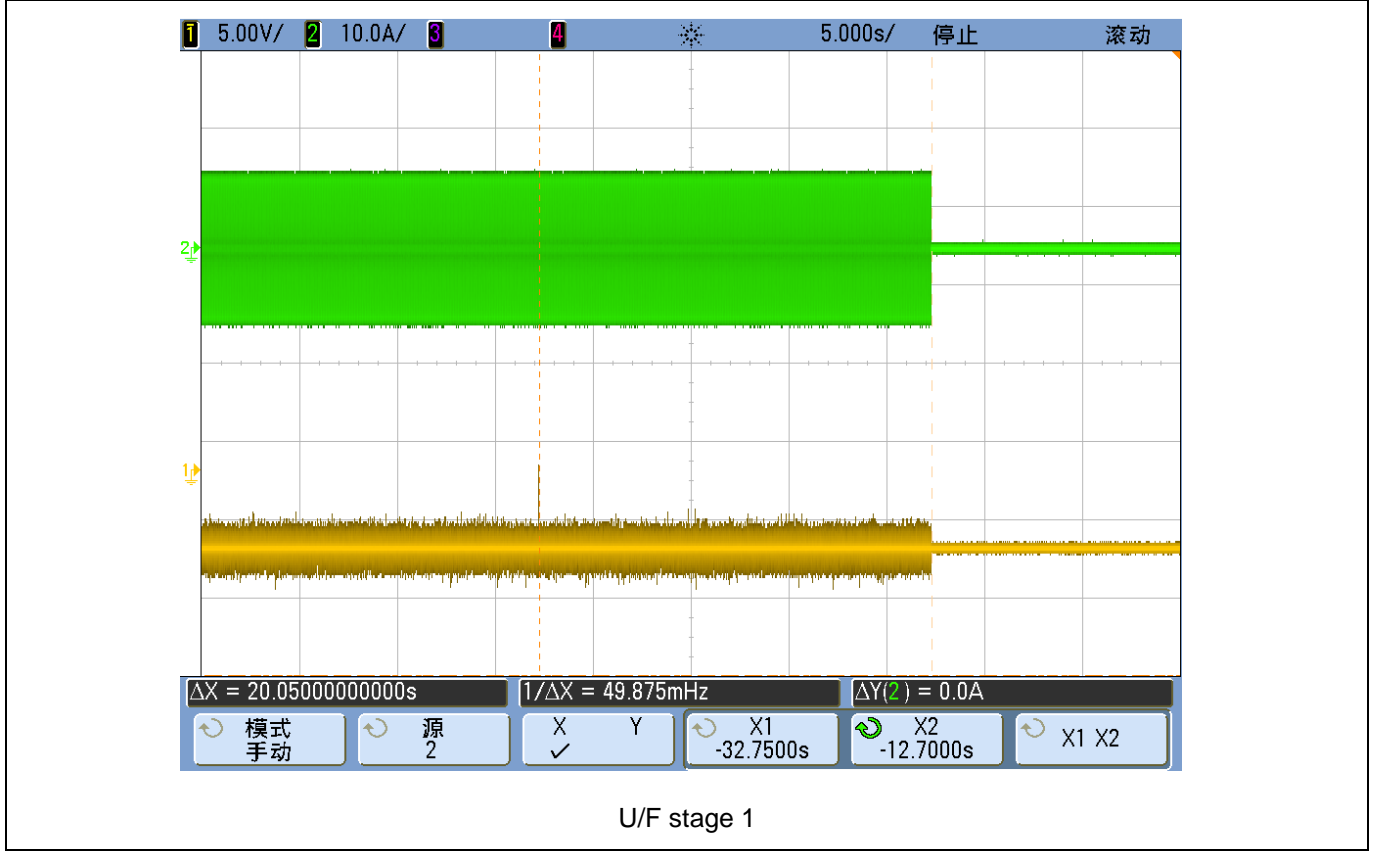 1 5.00V/ 2 10.0A/ 3 4 5.000s/ 停止 滚动
2
1
ΔX = 20.05000000000s 1/ΔX = 49.875mHz ΔY(2) = 0.0A
模式 源 X Y X1 X2 X1 X2
手动 2 ✓ -32.7500s -12.7000s
U/F stage 1